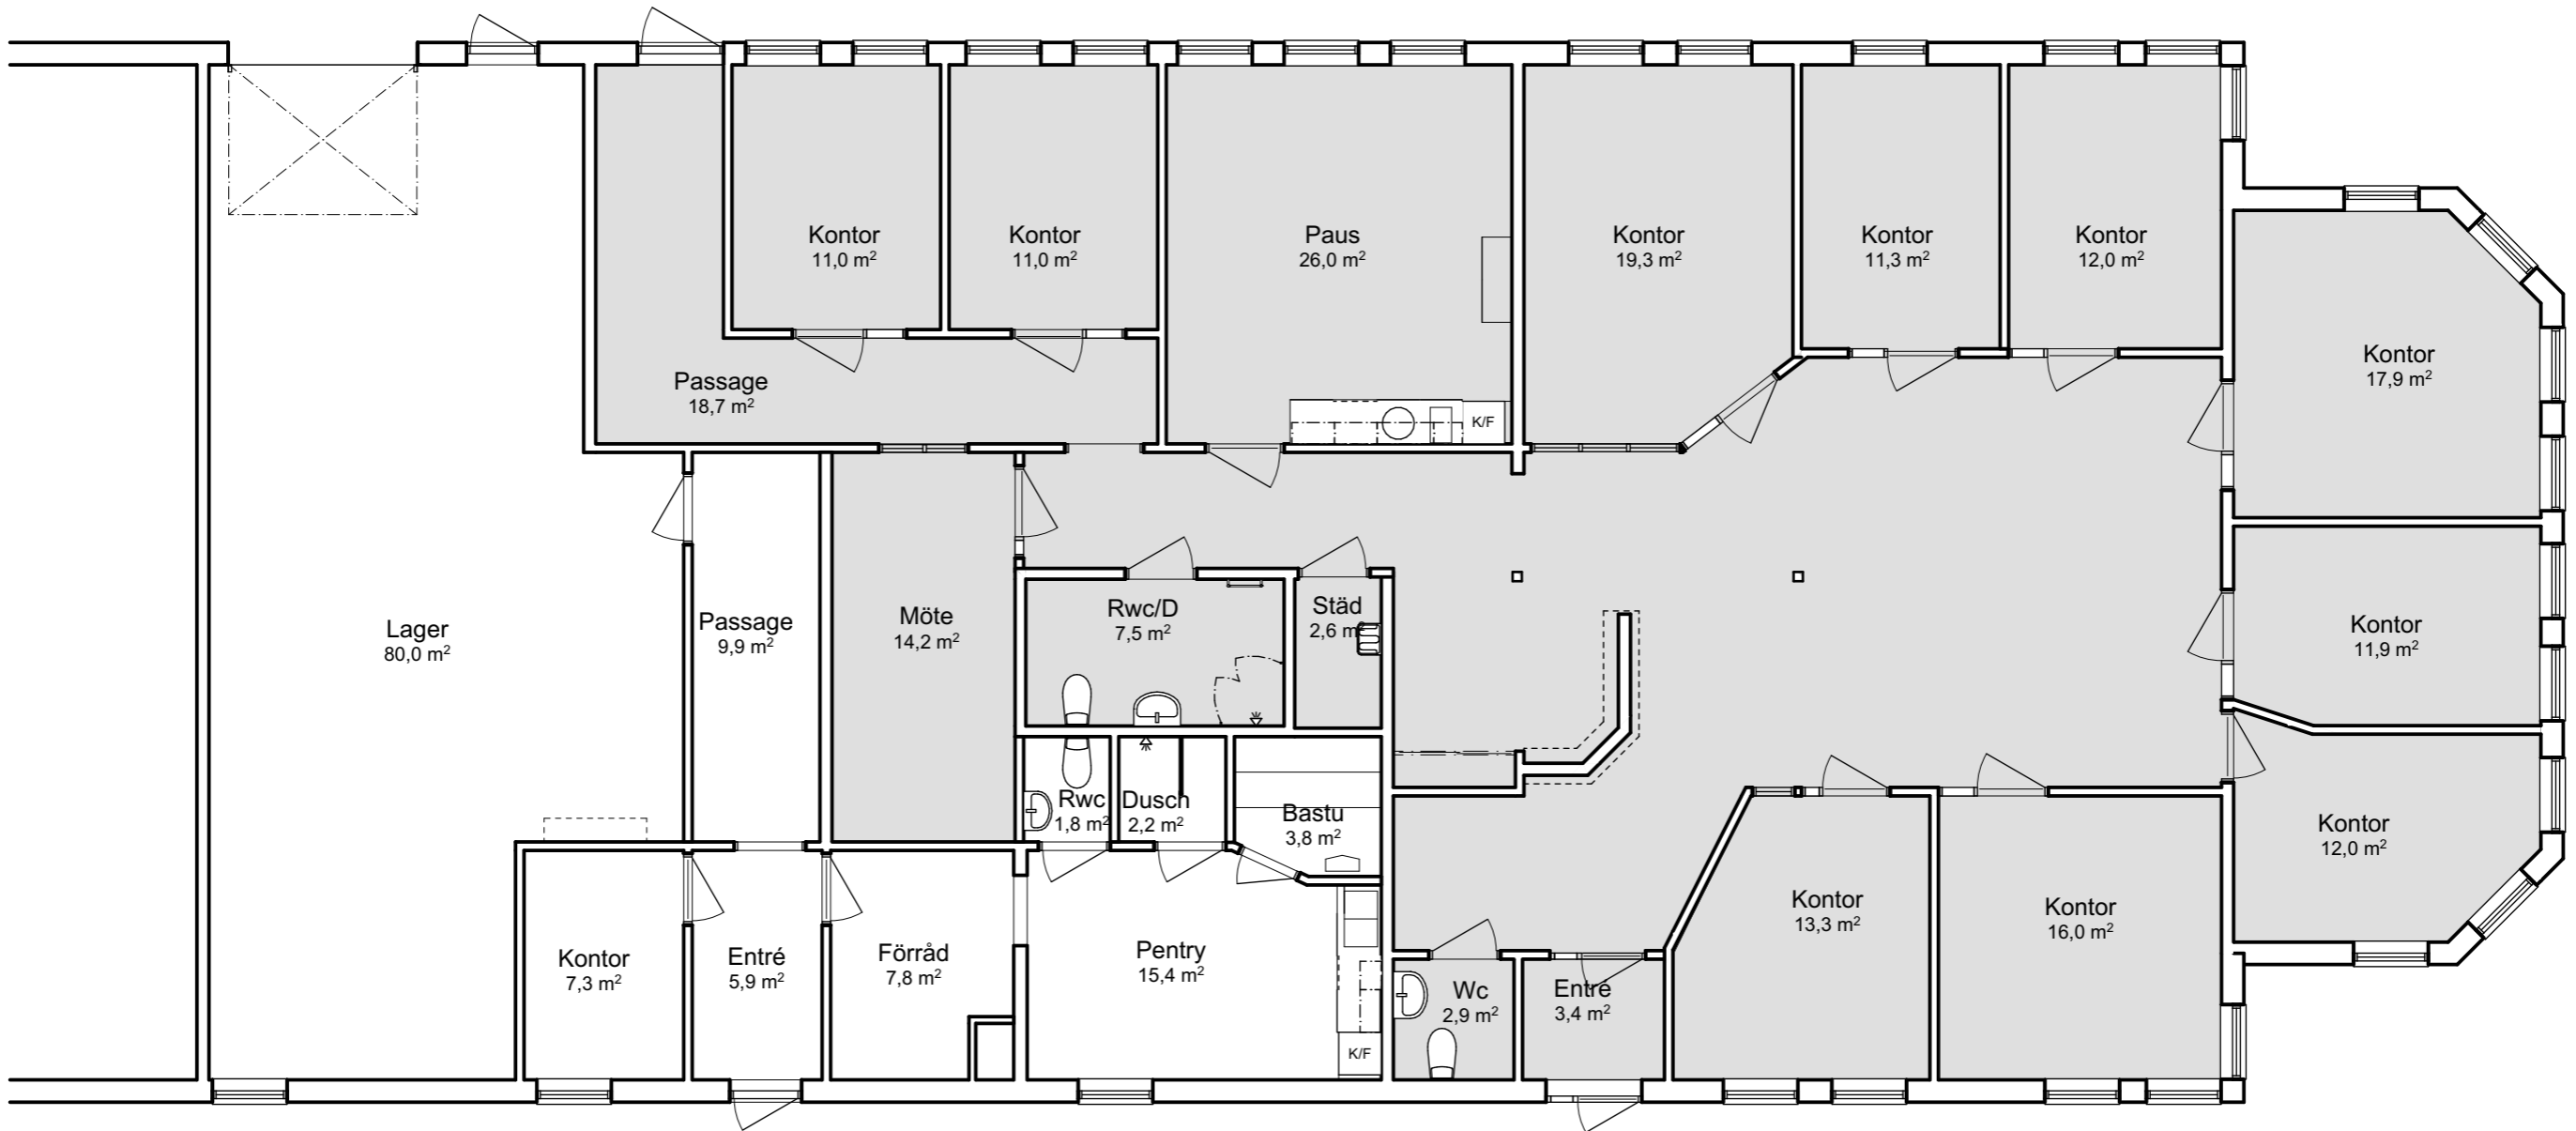 Kontor
11,0 m²
Kontor
11,0 m²
Paus
26,0 m²
Kontor
19,3 m²
Kontor
11,3 m²
Kontor
12,0 m²
Kontor
17,9 m²
Passage
18,7 m²
K/F
Lager
80,0 m²
Passage
9,9 m²
Möte
14,2 m²
Rwc/D
7,5 m²
Städ
2,6 m²
Kontor
11,9 m²
Rwc
1,8 m²
Dusch
2,2 m²
Bastu
3,8 m²
Kontor
12,0 m²
Kontor
13,3 m²
Kontor
16,0 m²
Kontor
7,3 m²
Entré
5,9 m²
Förråd
7,8 m²
Pentry
15,4 m²
Wc
2,9 m²
Entré
3,4 m²
K/F